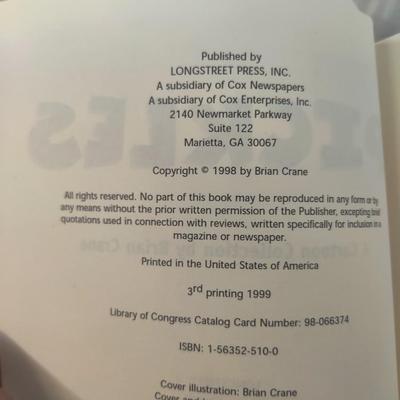 Published by
LONGSTREET PRESS, INC.
A subsidiary of Cox Newspapers
A subsidiary of Cox Enterprises, Inc.
2140 Newmarket Parkway
Suite 122
Marietta, GA 30067
Copyright © 1998 by Brian Crane
All rights reserved. No part of this book may be reproduced in any form or by
any means without the prior written permission of the Publisher, excepting brief
quotations used in connection with reviews, written specifically for inclusion in a
magazine or newspaper.
Printed in the United States of America
3rd printing 1999
Library of Congress Catalog Card Number: 98-066374
ISBN: 1-56352-510-0
Cover illustration: Brian Crane
Cover and